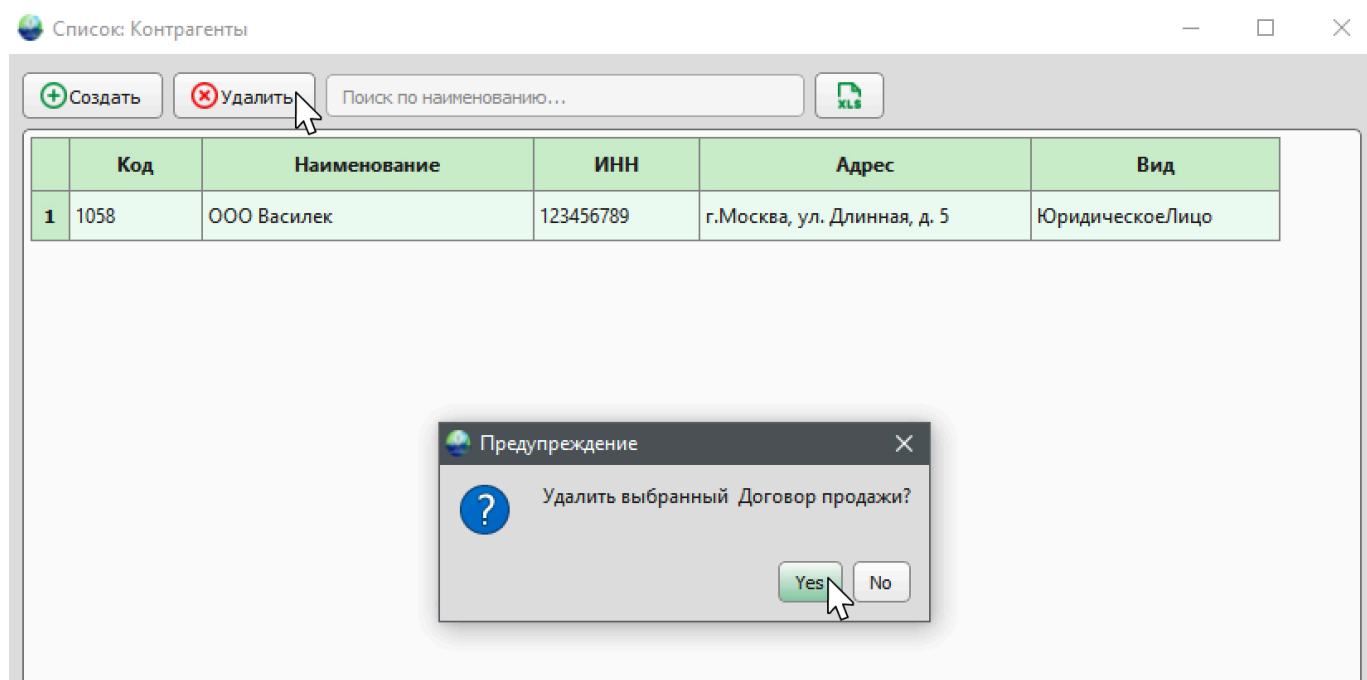 Список: Контрагенты
Создать Удалить Поиск по наименованию... XLS
Код Наименование ИНН Адрес Вид
1 1058 ООО Василек 123456789 г.Москва, ул. Длинная, д. 5 ЮридическоеЛицо
Предупреждение
Удалить выбранный Договор продажи?
Yes No